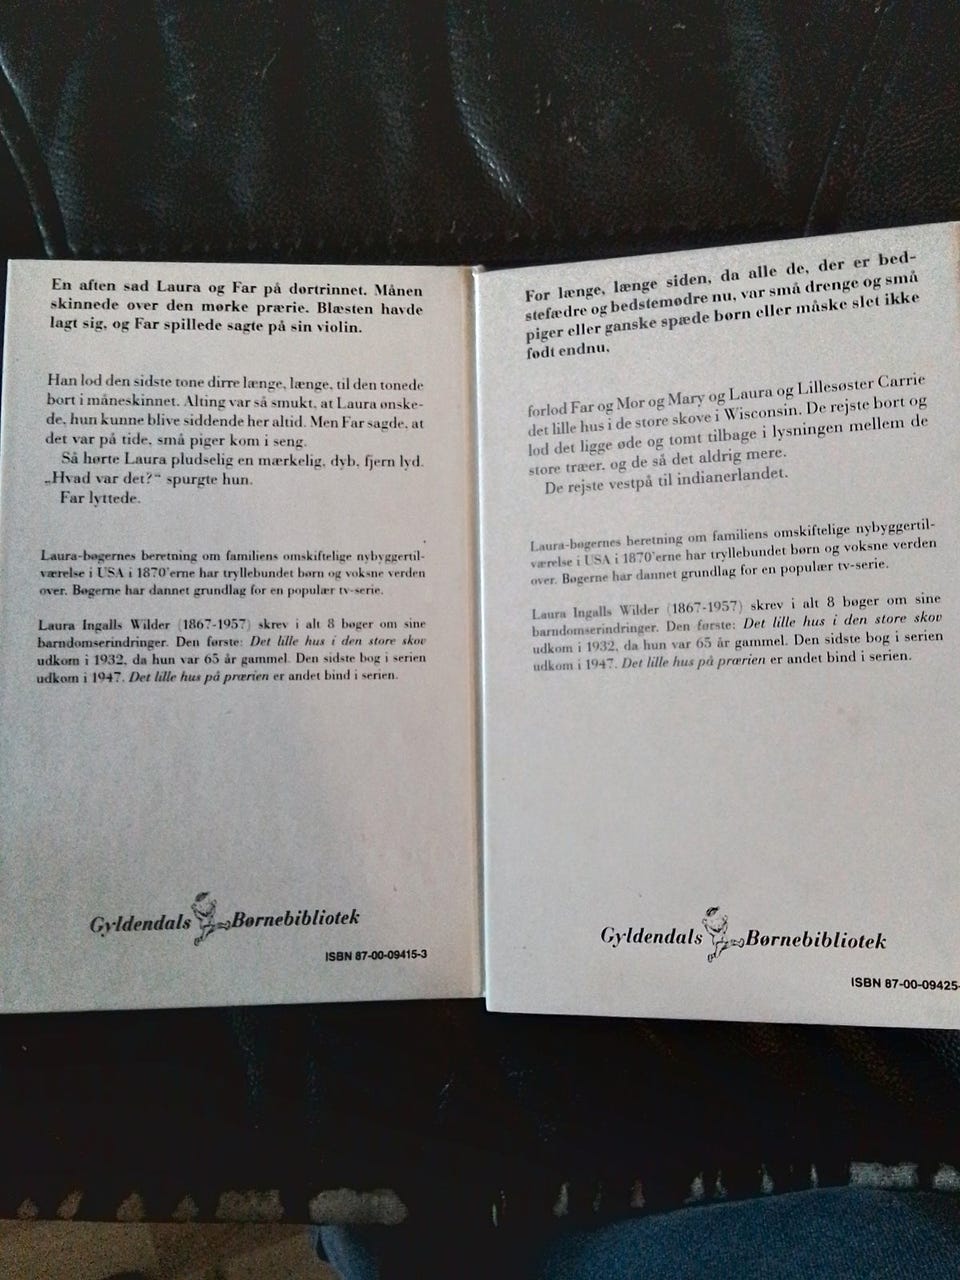 En aften sad Laura og Far på dørtrinnet. Månen
skinnede over den mørke prærie. Blæsten havde
lagt sig, og Far spillede sagte på sin violin.
Han lod den sidste tone dirre længe, længe, til den tonede
bort i måneskinnet. Alting var så smukt, at Laura ønske-
de, hun kunne blive siddende her altid. Men Far sagde, at
det var på tide, små piger kom i seng.
Så hørte Laura pludselig en mærkelig, dyb, fjern lyd.
„Hvad var det?“ spurgte hun.
Far lyttede.
Laura-bøgernes beretning om familiens omskiftelige nybyggertil-
værelse i USA i 1870'erne har tryllebundet børn og voksne verden
over. Bøgerne har dannet grundlag for en populær tv-serie.
Laura Ingalls Wilder (1867-1957) skrev i alt 8 bøger om sine
barndomserindringer. Den første: Det lille hus i den store skov
udkom i 1932, da hun var 65 år gammel. Den sidste bog i serien
udkom i 1947. Det lille hus på prærien er andet bind i serien.
Gyldendals Børnebibliotek
ISBN 87-00-09415-3
For længe, længe siden, da alle de, der er bed-
stefædre og bedstemødre nu, var små drenge og små
piger eller ganske spæde børn eller måske slet ikke
født endnu,
forlod Far og Mor og Mary og Laura og Lillesøster Carrie
det lille hus i de store skove i Wisconsin. De rejste bort og
lod det ligge øde og tomt tilbage i lysningen mellem de
store træer, og de så det aldrig mere.
De rejste vestpå til indianerlandet.
Laura-bøgernes beretning om familiens omskiftelige nybyggertil-
værelse i USA i 1870'erne har tryllebundet børn og voksne verden
over. Bøgerne har dannet grundlag for en populær tv-serie.
Laura Ingalls Wilder (1867-1957) skrev i alt 8 bøger om sine
barndomserindringer. Den første: Det lille hus i den store skov
udkom i 1932, da hun var 65 år gammel. Den sidste bog i serien
udkom i 1947. Det lille hus på prærien er andet bind i serien.
Gyldendals Børnebibliotek
ISBN 87-00-09425-